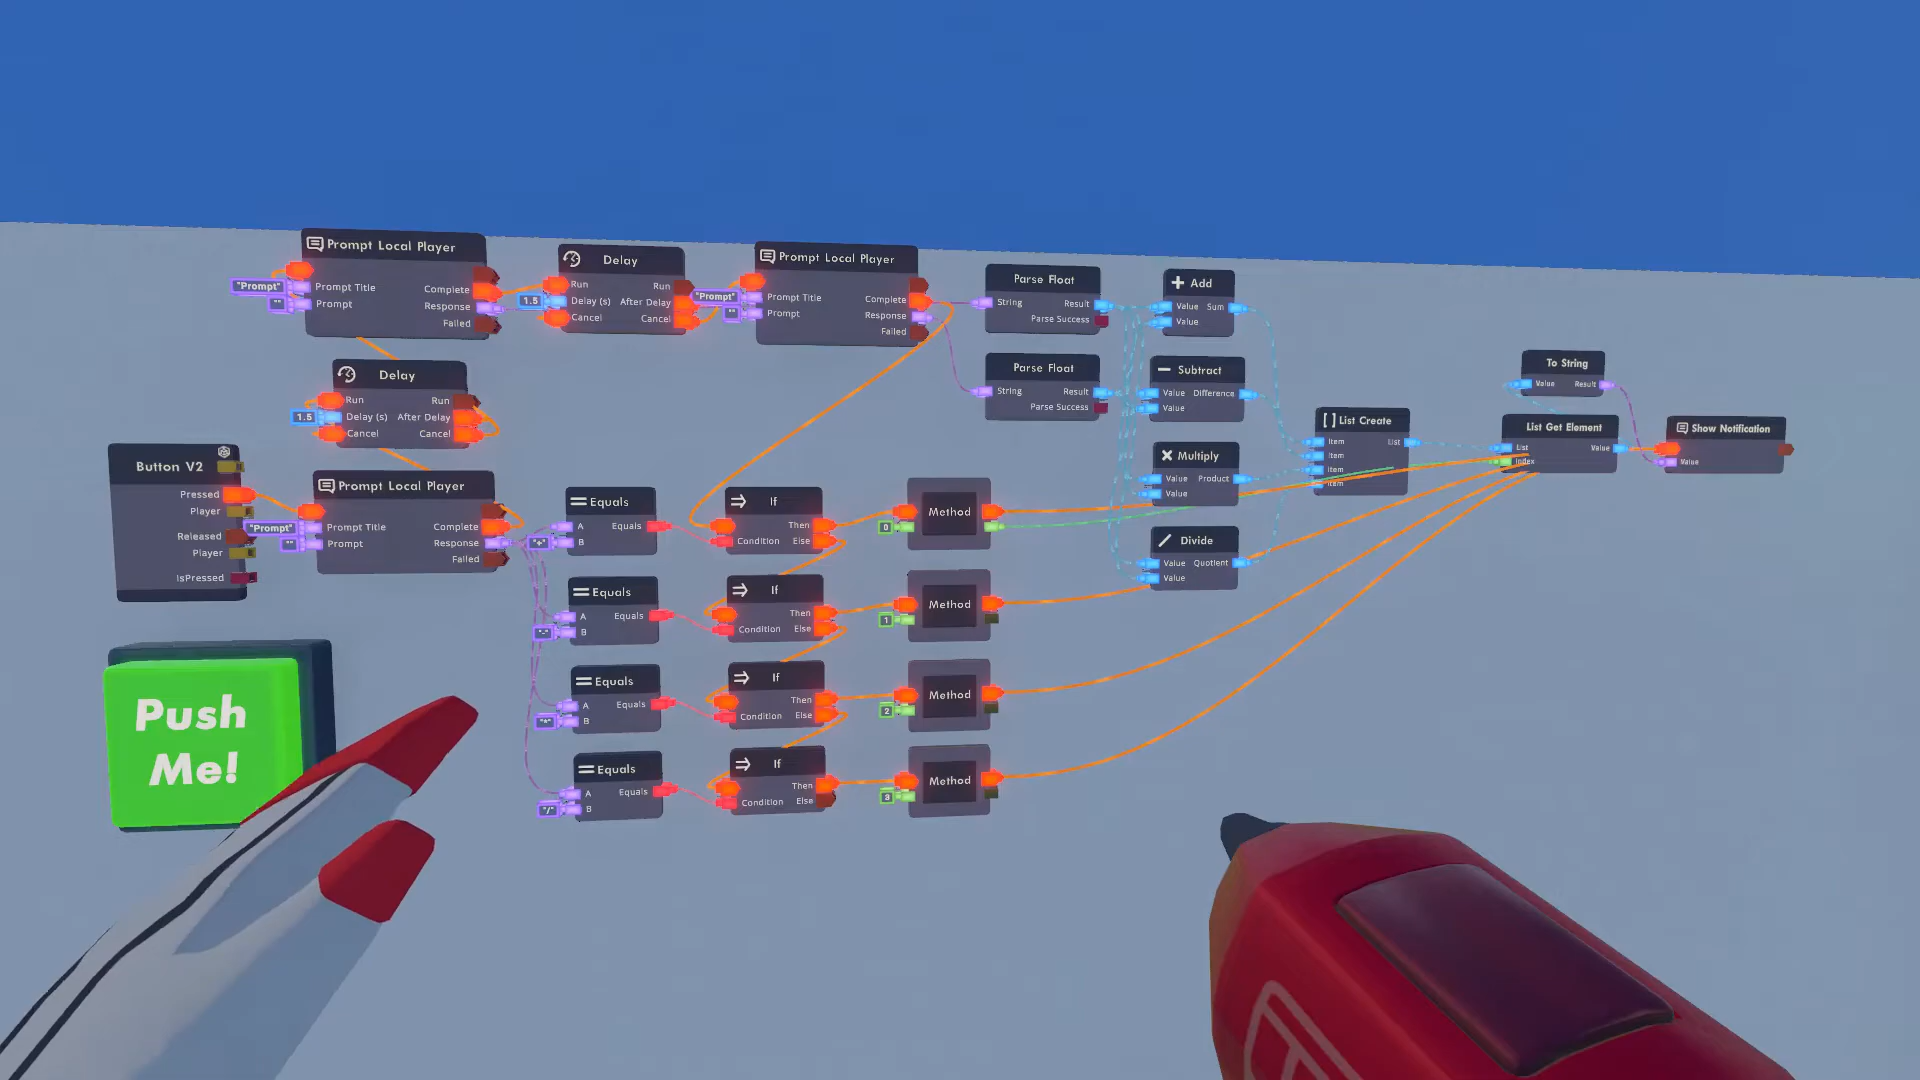 Prompt Local Player
"Prompt"
Prompt Title
""
Prompt
Complete
Response
Failed
Delay
Run
1.5
Delay (s)
Cancel
Run
After Delay
Cancel
Prompt Local Player
"Prompt"
Prompt Title
""
Prompt
Complete
Response
Failed
Parse Float
String
Result
Parse Success
Add
Value
Sum
Value
Delay
Run
1.5
Delay (s)
Cancel
Run
After Delay
Cancel
Parse Float
String
Result
Parse Success
Subtract
Value
Difference
Value
To String
Value
Result
List Create
Item
List
Item
Item
Item
List Get Element
List
Value
Index
Show Notification
Value
Button V2
Pressed
Player
Released
Player
IsPressed
Prompt Local Player
"Prompt"
Prompt Title
""
Prompt
Complete
Response
Failed
Multiply
Value
Product
Value
Equals
A
Equals
"+"
B
If
Then
Condition
Else
0
Method
Divide
Value
Quotient
Value
Equals
A
Equals
"-"
B
If
Then
Condition
Else
1
Method
Equals
A
Equals
"*"
B
If
Then
Condition
Else
2
Method
Equals
A
Equals
"/"
B
If
Then
Condition
Else
3
Method
Push
Me!